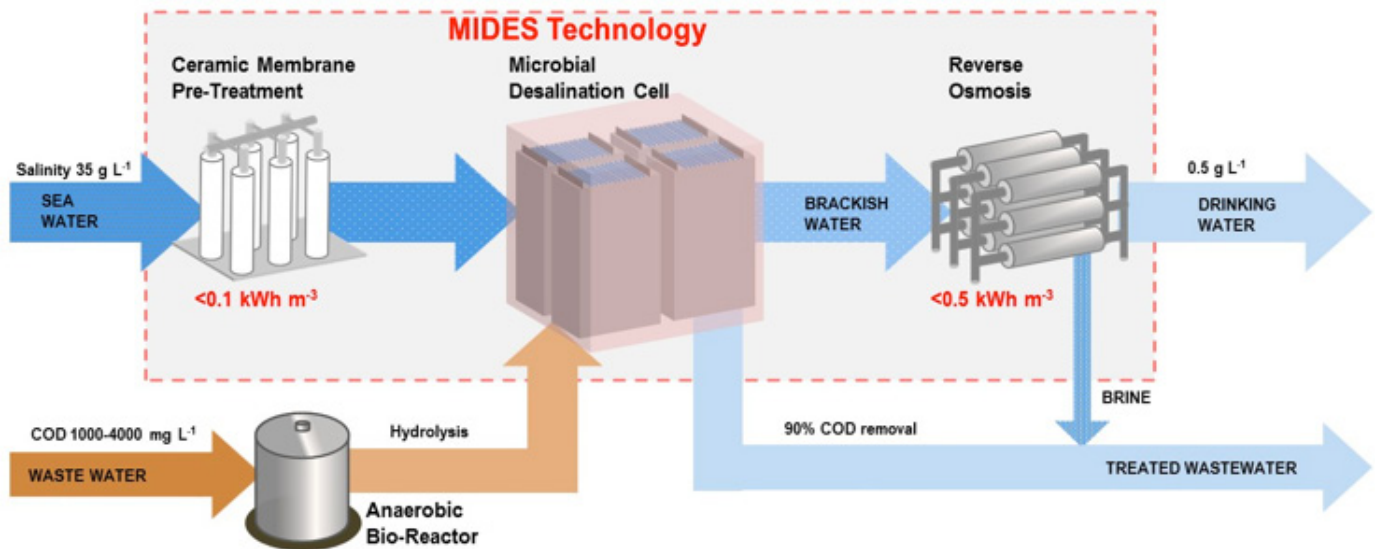 MIDES Technology
Ceramic Membrane
Pre-Treatment
Microbial
Desalination Cell
Reverse
Osmosis
Salinity 35 g L⁻¹
SEA
WATER
BRACKISH
WATER
0.5 g L⁻¹
DRINKING
WATER
<0.1 kWh m⁻³
<0.5 kWh m⁻³
BRINE
COD 1000-4000 mg L⁻¹
WASTE WATER
Hydrolysis
90% COD removal
TREATED WASTEWATER
Anaerobic
Bio-Reactor